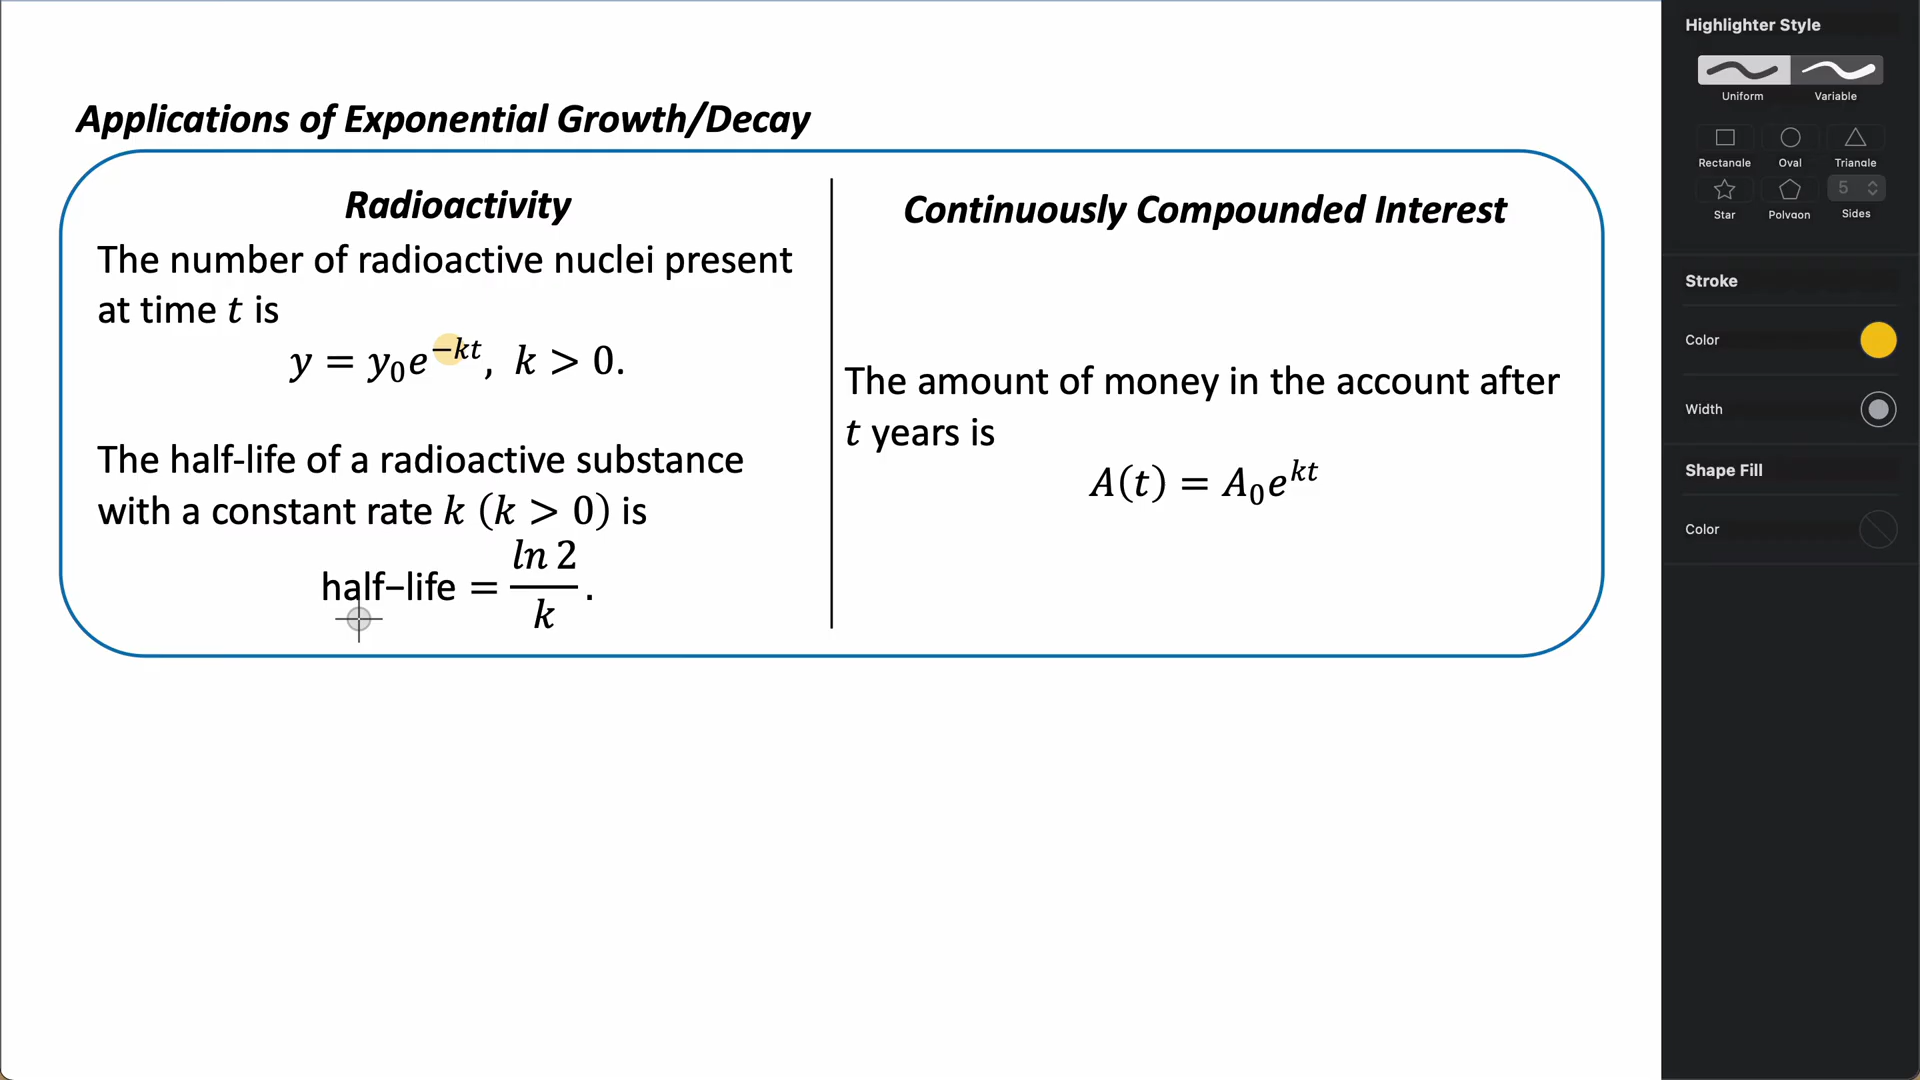 Applications of Exponential Growth/Decay
Radioactivity
The number of radioactive nuclei present
at time t is
y = y₀e^{−kt}, k > 0.
The half-life of a radioactive substance
with a constant rate k (k > 0) is
half−life = \frac{ln 2}{k}.
Continuously Compounded Interest
The amount of money in the account after
t years is
A(t) = A₀e^{kt}
Highlighter Style
Uniform Variable
Rectangle Oval Triangle
5
Star Polygon Sides
Stroke
Color
Width
Shape Fill
Color